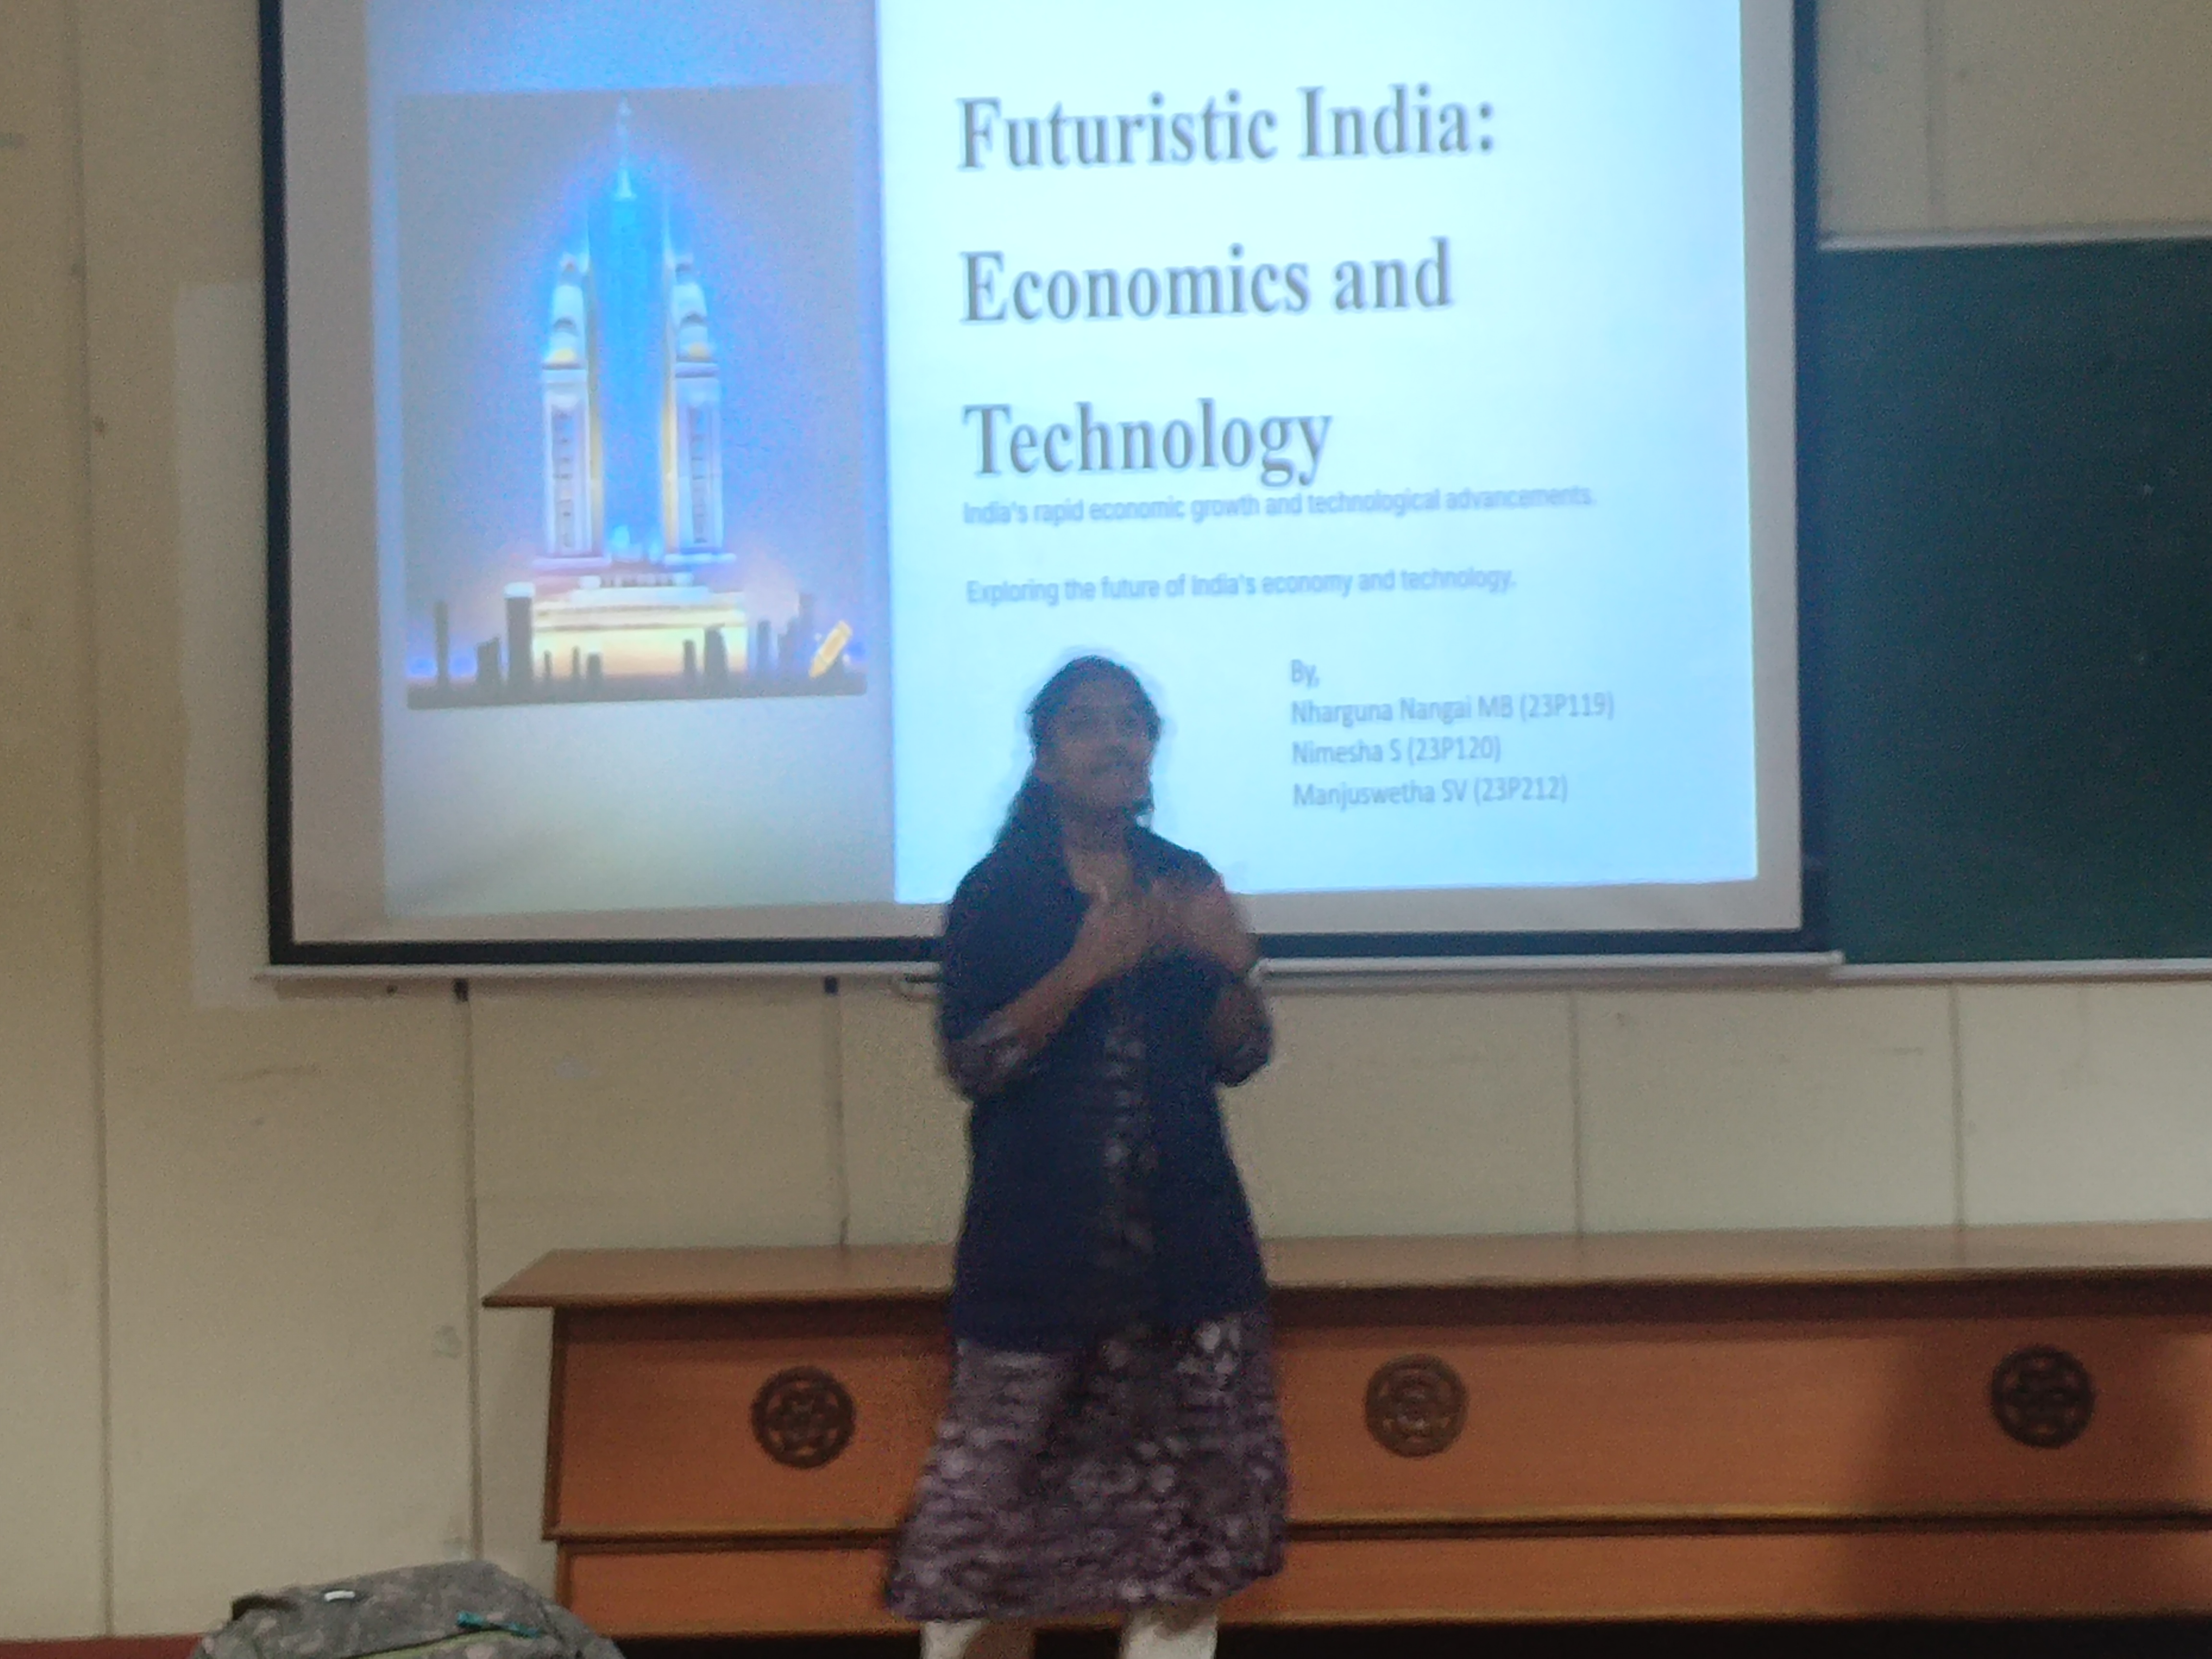 Futuristic India:
Economics and
Technology
India's rapid economic growth and technological advancements.
Exploring the future of India's economy and technology.
By,
Nharguna Nangai MB (23P119)
Nimesha S (23P120)
Manjuswetha SV (23P212)